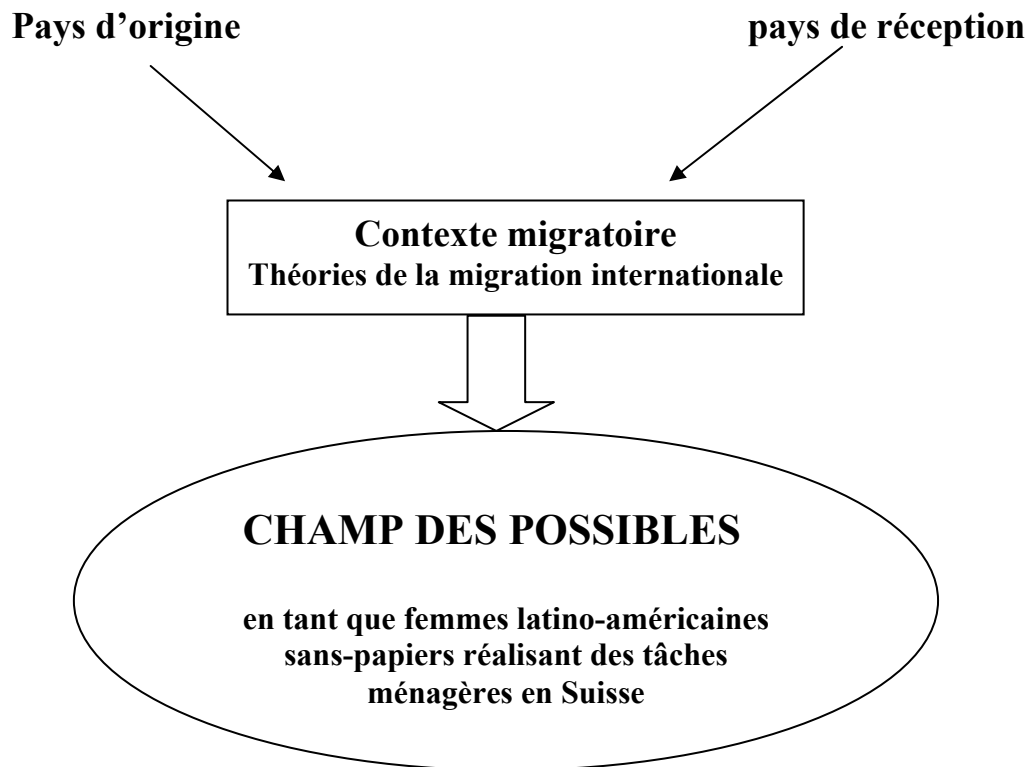 Pays d’origine
pays de réception
Contexte migratoire
Théories de la migration internationale
CHAMP DES POSSIBLES
en tant que femmes latino-américaines
sans-papiers réalisant des tâches
ménagères en Suisse